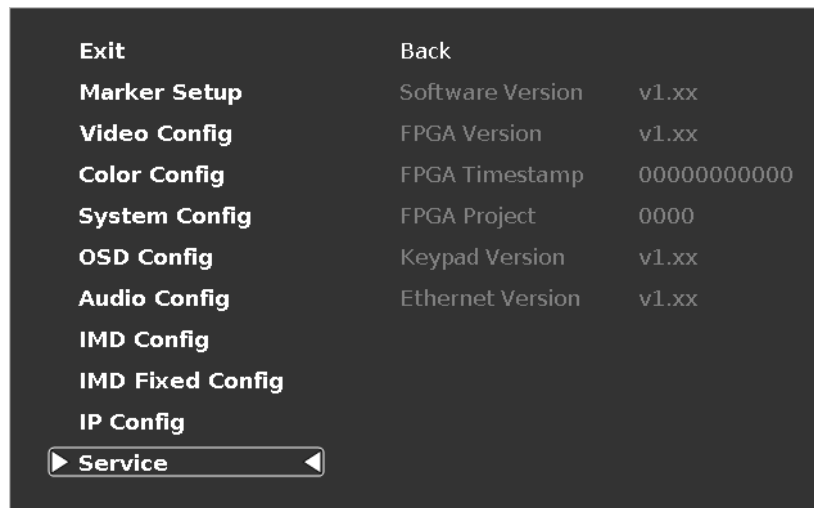 Exit Back
Marker Setup Software Version v1.xx
Video Config FPGA Version v1.xx
Color Config FPGA Timestamp 00000000000
System Config FPGA Project 0000
OSD Config Keypad Version v1.xx
Audio Config Ethernet Version v1.xx
IMD Config
IMD Fixed Config
IP Config
Service